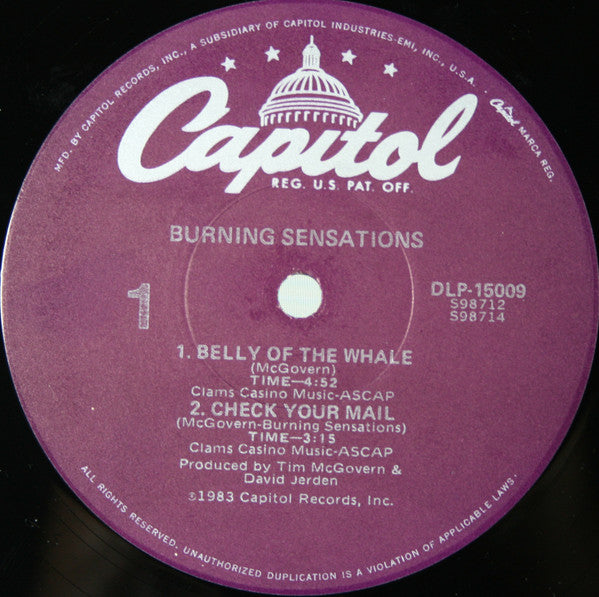 MFD. BY CAPITOL RECORDS, INC., A SUBSIDIARY OF CAPITOL INDUSTRIES-EMI, INC., U.S.A. • Capitol MARCA REG.
Capitol
REG. U.S. PAT. OFF.
BURNING SENSATIONS
1
DLP-15009
S98712
S98714
1. BELLY OF THE WHALE
(McGovern)
TIME—4:52
Clams Casino Music-ASCAP
2. CHECK YOUR MAIL
(McGovern-Burning Sensations)
TIME—3:15
Clams Casino Music-ASCAP
Produced by Tim McGovern &
David Jerden
℗1983 Capitol Records, Inc.
ALL RIGHTS RESERVED. UNAUTHORIZED DUPLICATION IS A VIOLATION OF APPLICABLE LAWS.